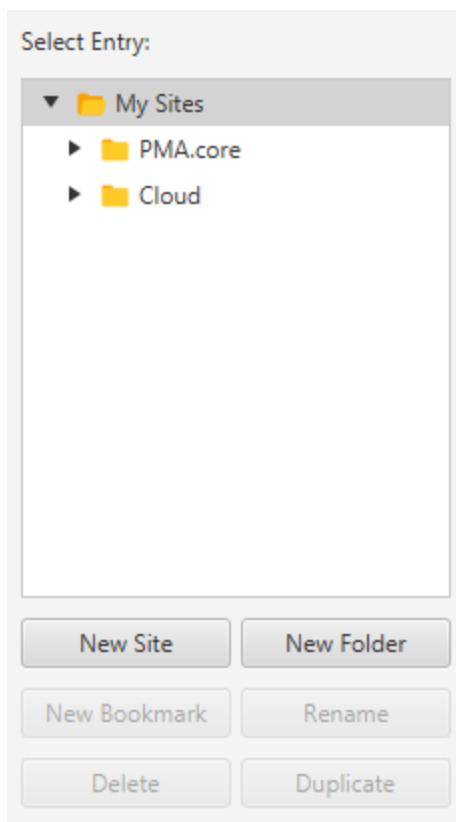 Select Entry:
My Sites
PMA.core
Cloud
New Site
New Folder
New Bookmark
Rename
Delete
Duplicate